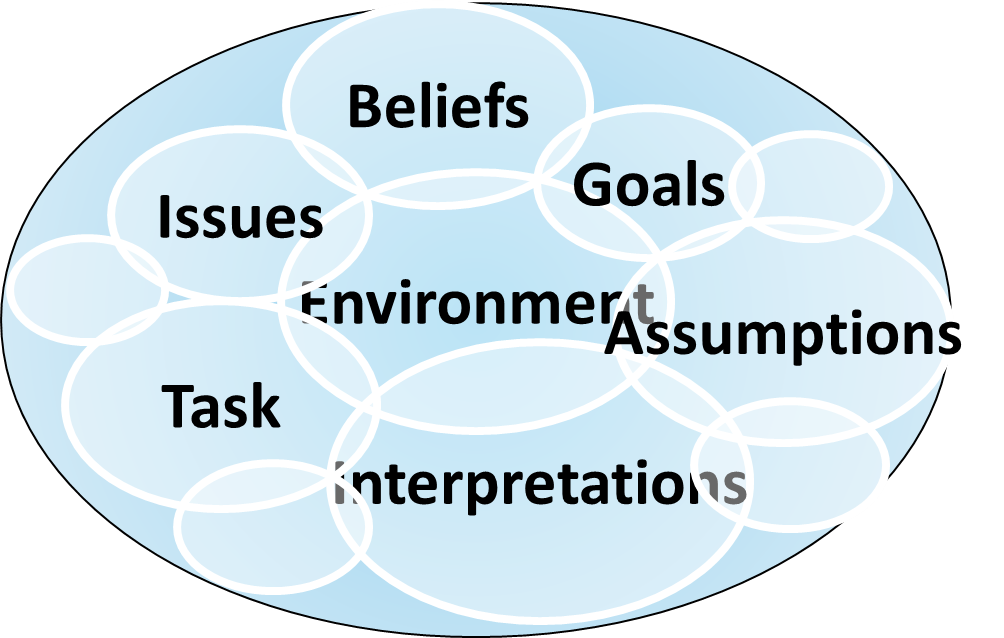 Beliefs
Goals
Issues
Environment
Assumptions
Task
Interpretations